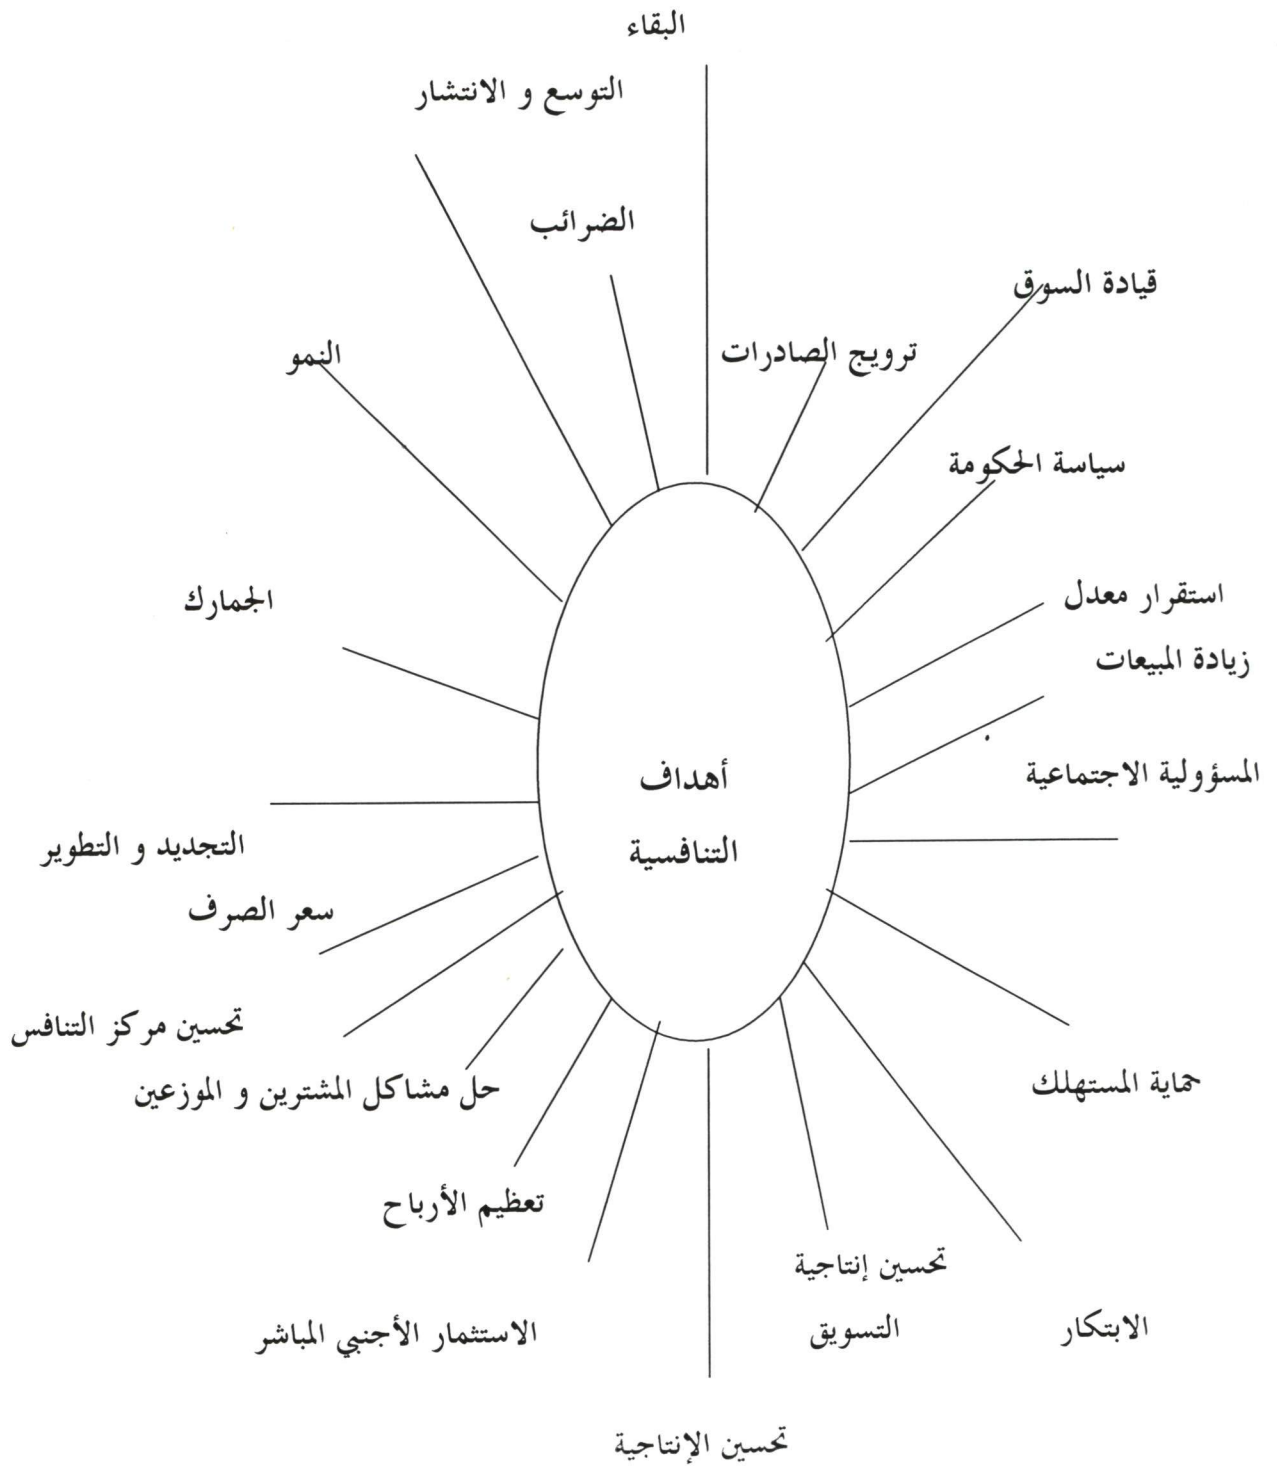 البقاء
التوسع و الانتشار
الضرائب
قيادة السوق
ترويج الصادرات
النمو
سياسة الحكومة
استقرار معدل
الجمارك
زيادة المبيعات
المسؤولية الاجتماعية
أهداف
التنافسية
التجديد و التطوير
سعر الصرف
تحسين مركز التنافس
حماية المستهلك
حل مشاكل المشترين و الموزعين
تعظيم الأرباح
تحسين إنتاجية
التسويق
الابتكار
الاستثمار الأجنبي المباشر
تحسين الإنتاجية